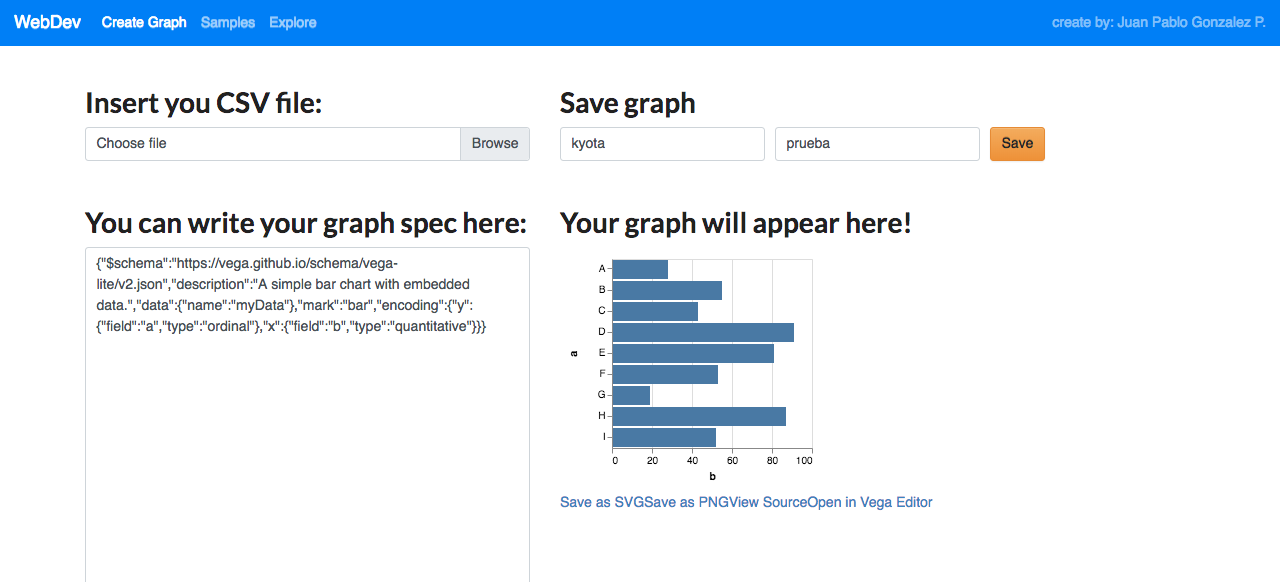 WebDev Create Graph Samples Explore create by: Juan Pablo Gonzalez P.
Insert you CSV file:
Choose file Browse
Save graph
kyota prueba Save
You can write your graph spec here:
{"$schema":"https://vega.github.io/schema/vega-
lite/v2.json","description":"A simple bar chart with embedded
data.","data":{"name":"myData"},"mark":"bar","encoding":{"y":
{"field":"a","type":"ordinal"},"x":{"field":"b","type":"quantitative"}}}
Your graph will appear here!
A
B
C
D
E
F
G
H
I
a
0 20 40 60 80 100
b
Save as SVGSave as PNGView SourceOpen in Vega Editor